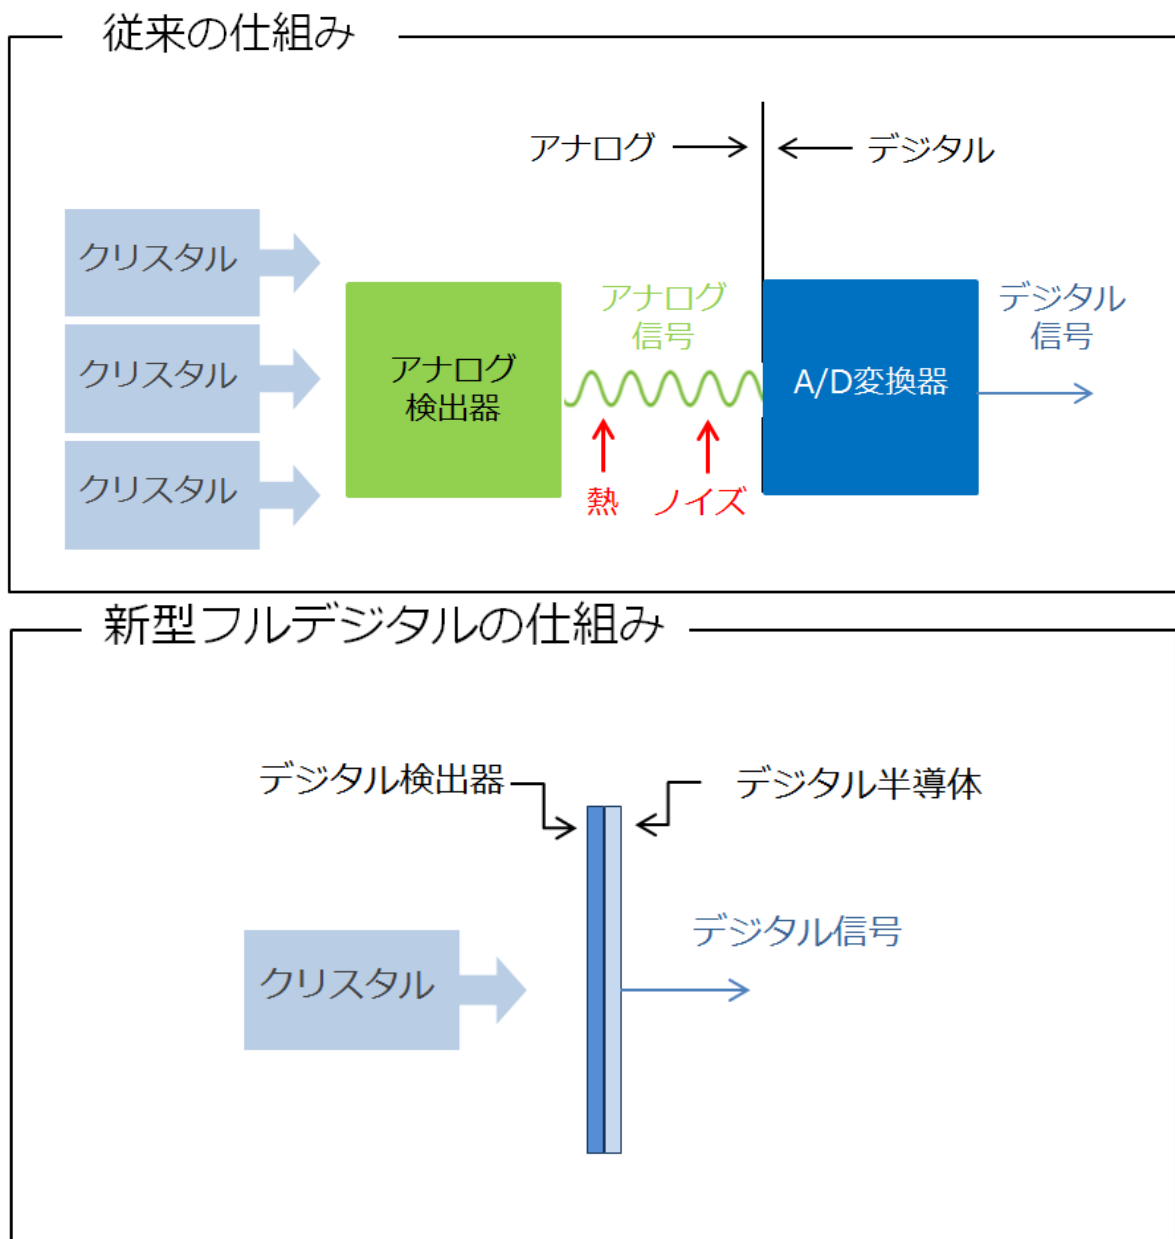 従来の仕組み
アナログ
デジタル
クリスタル
クリスタル
クリスタル
アナログ
検出器
アナログ
信号
熱
ノイズ
A/D変換器
デジタル
信号
新型フルデジタルの仕組み
デジタル検出器
デジタル半導体
クリスタル
デジタル信号